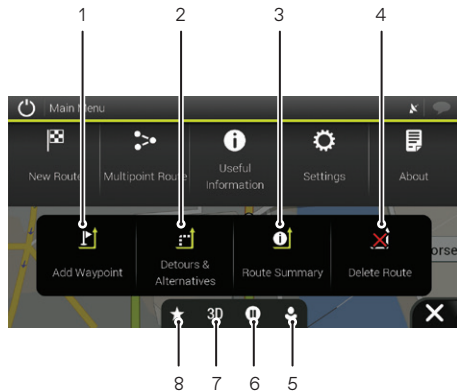 1 2 3 4
Main Menu
New Route
Multipoint Route
Useful
Information
Settings
About
orse
Add Waypoint
Detours &
Alternatives
Route Summary
Delete Route
3D
8 7 6 5